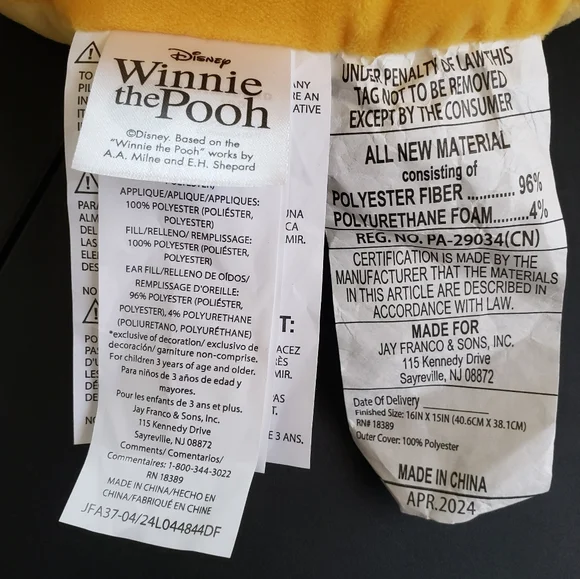 Disney
Winnie
the Pooh
©Disney. Based on the
"Winnie the Pooh" works by
A.A. Milne and E.H. Shepard
APPLIQUE/APLIQUE/APPLIQUES:
100% POLYESTER (POLIÉSTER,
POLYESTER)
FILL/RELLENO/ REMPLISSAGE:
100% POLYESTER (POLIÉSTER,
POLYESTER)
EAR FILL/RELLENO DE OÍDOS/
REMPLISSAGE D'OREILLE:
96% POLYESTER (POLIÉSTER,
POLYESTER), 4% POLYURETHANE
(POLIURETANO, POLYURÉTHANE)
*exclusive of decoration/ exclusivo de
decoración/ garniture non-comprise.
For children 3 years of age and older.
Para niños de 3 años de edad y
mayores.
Pour les enfants de 3 ans et plus.
Jay Franco & Sons, Inc.
115 Kennedy Drive
Sayreville, NJ 08872
Comments/ Comentarios/
Commentaires: 1-800-344-3022
RN 18389
MADE IN CHINA/HECHO EN
CHINA/FABRIQUÉ EN CHINE
JFA37-04/24L044844DF
T:
E 3 ANS.
UNDER PENALTY OF LAW THIS
TAG NOT TO BE REMOVED
EXCEPT BY THE CONSUMER
ALL NEW MATERIAL
consisting of
POLYESTER FIBER ............ 96%
POLYURETHANE FOAM.........4%
REG. NO. PA-29034(CN)
CERTIFICATION IS MADE BY THE
MANUFACTURER THAT THE MATERIALS
IN THIS ARTICLE ARE DESCRIBED IN
ACCORDANCE WITH LAW.
MADE FOR
JAY FRANCO & SONS, INC.
115 Kennedy Drive
Sayreville, NJ 08872
Date Of Delivery
Finished Size: 16IN X 15IN (40.6CM X 38.1CM)
RN# 18389
Outer Cover: 100% Polyester
MADE IN CHINA
APR.2024